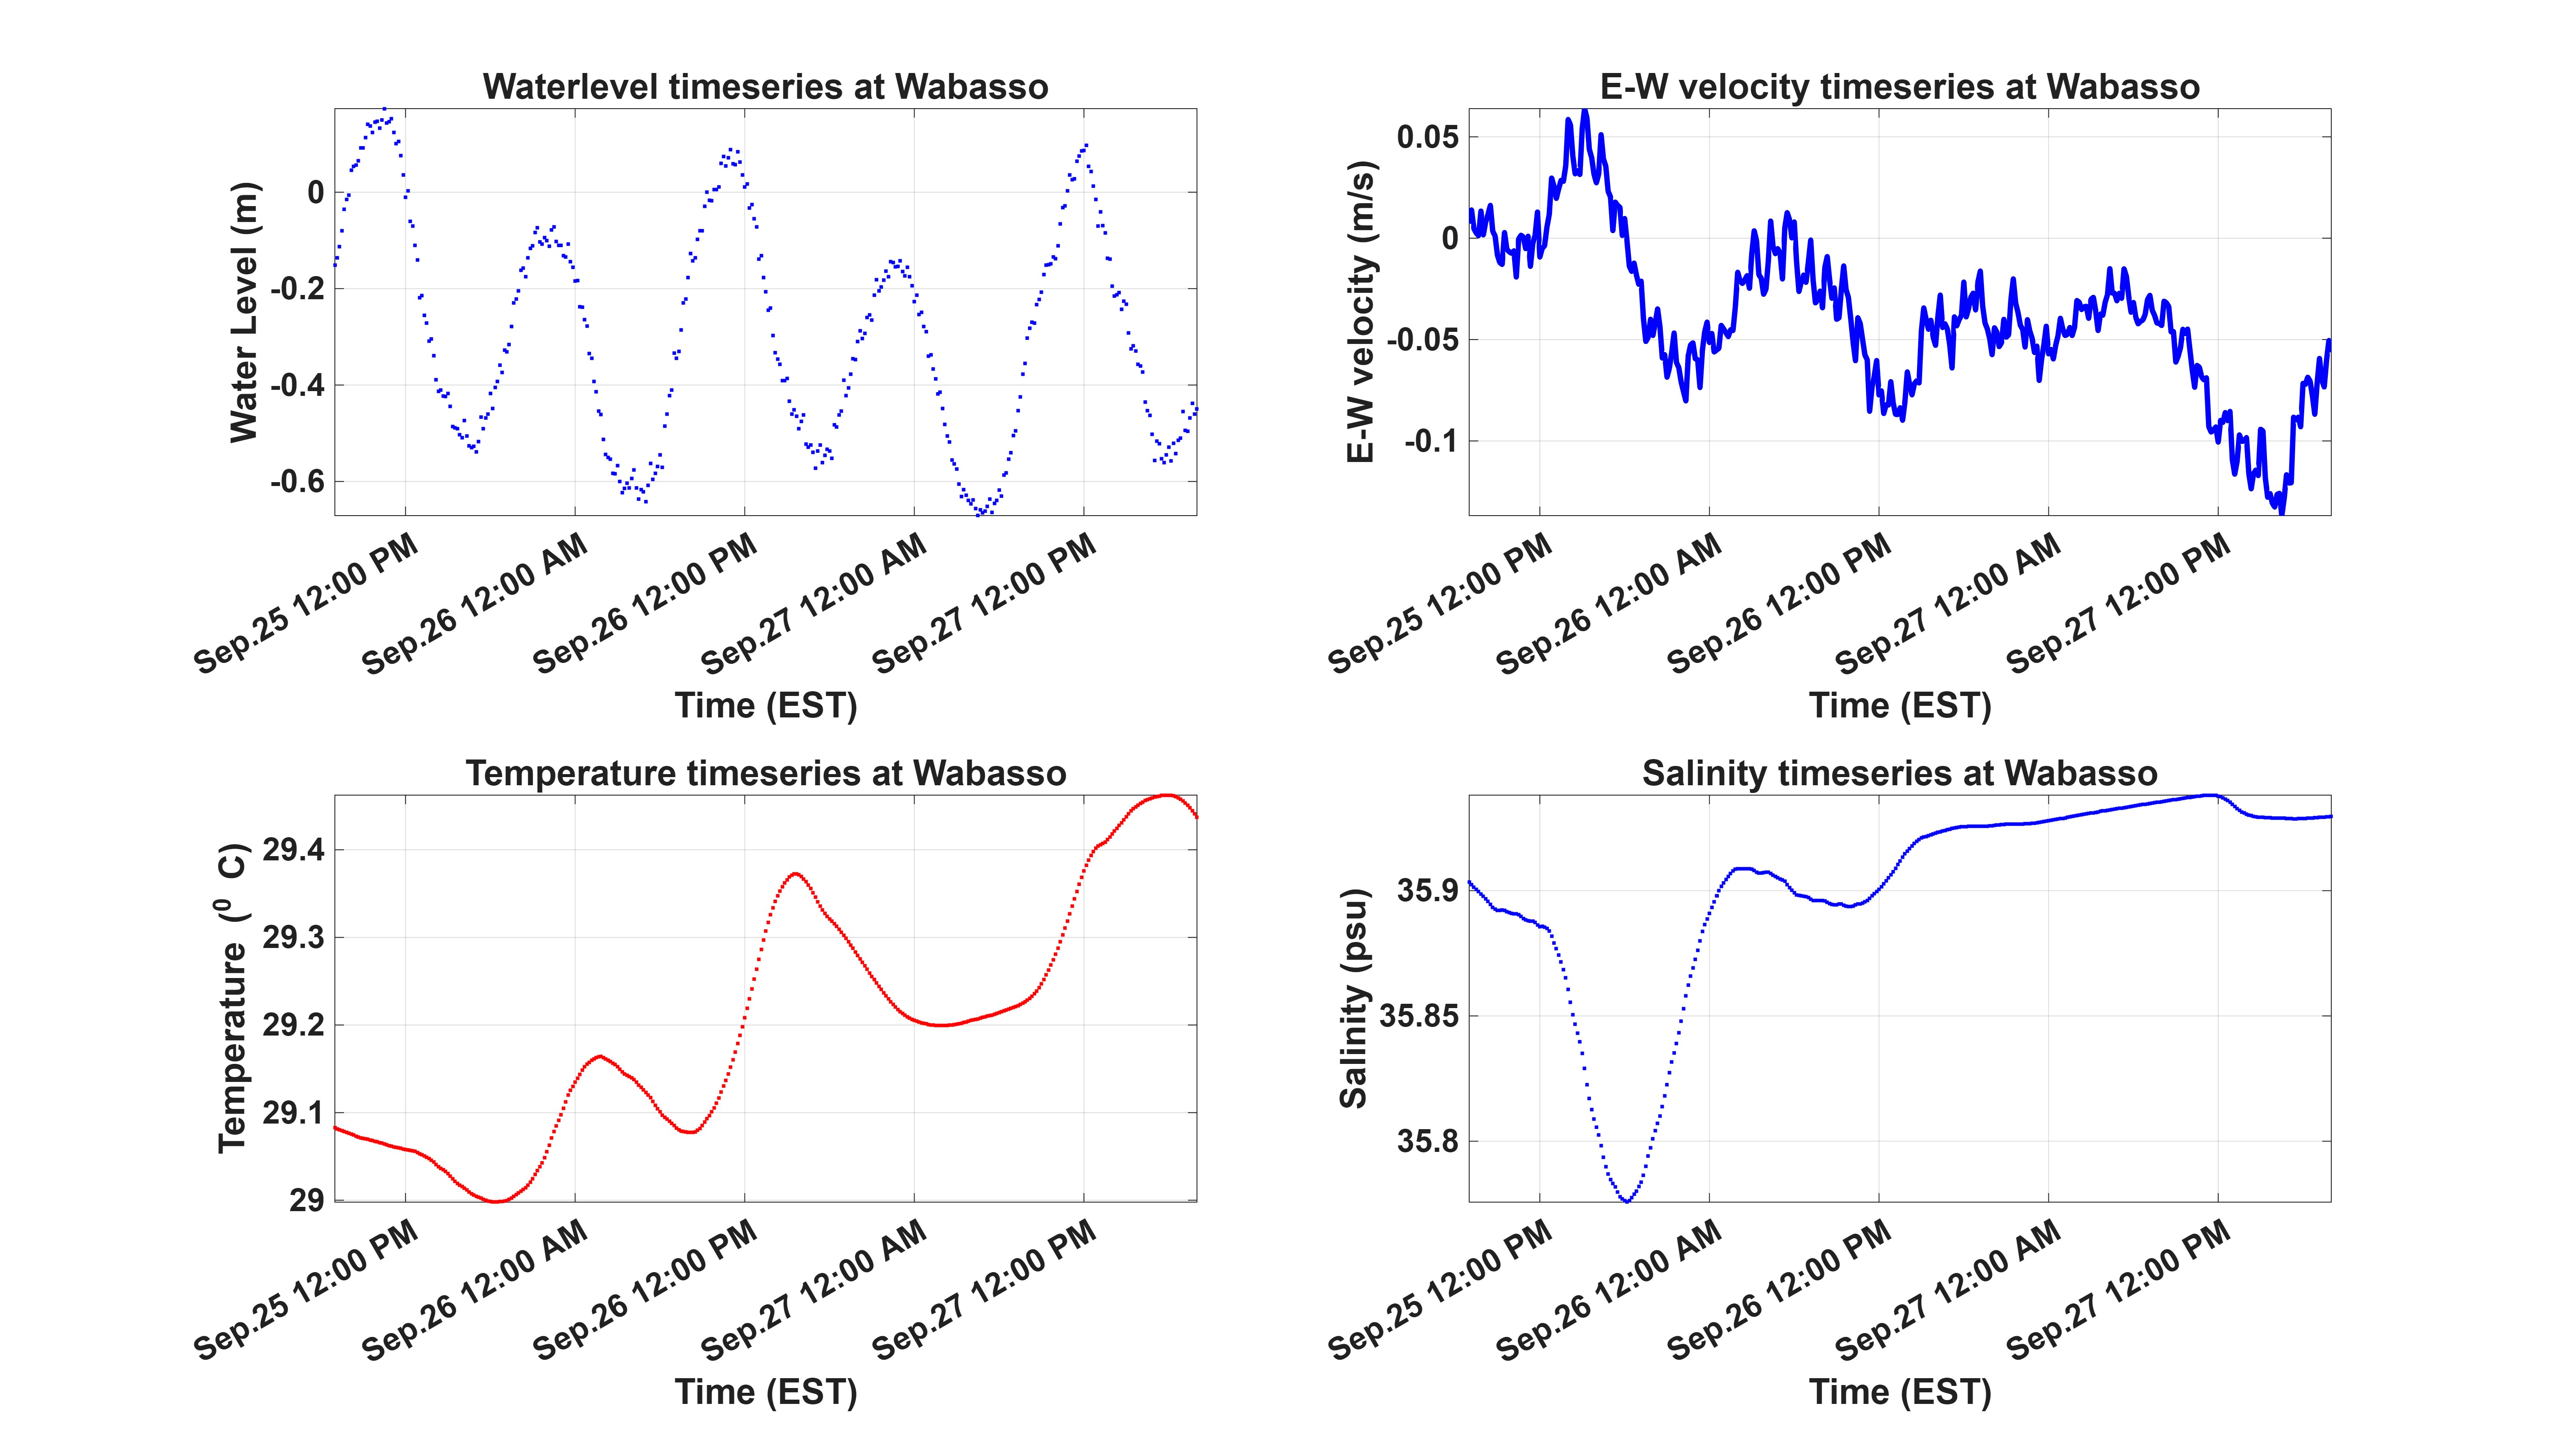 Waterlevel timeseries at Wabasso
Water Level (m)
0
-0.2
-0.4
-0.6
Sep.25 12:00 PM
Sep.26 12:00 AM
Sep.26 12:00 PM
Sep.27 12:00 AM
Sep.27 12:00 PM
Time (EST)
E-W velocity timeseries at Wabasso
E-W velocity (m/s)
0.05
0
-0.05
-0.1
Sep.25 12:00 PM
Sep.26 12:00 AM
Sep.26 12:00 PM
Sep.27 12:00 AM
Sep.27 12:00 PM
Time (EST)
Temperature timeseries at Wabasso
Temperature (⁰ C)
29.4
29.3
29.2
29.1
29
Sep.25 12:00 PM
Sep.26 12:00 AM
Sep.26 12:00 PM
Sep.27 12:00 AM
Sep.27 12:00 PM
Time (EST)
Salinity timeseries at Wabasso
Salinity (psu)
35.9
35.85
35.8
Sep.25 12:00 PM
Sep.26 12:00 AM
Sep.26 12:00 PM
Sep.27 12:00 AM
Sep.27 12:00 PM
Time (EST)